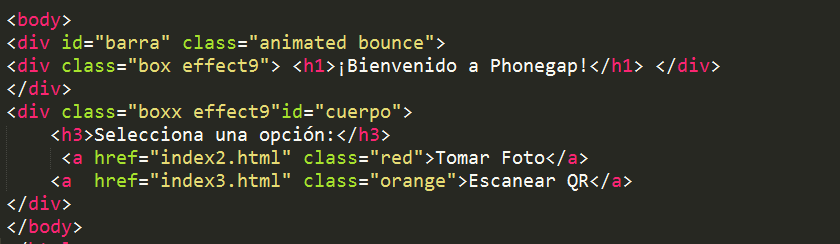 <body>
<div id="barra" class="animated bounce">
<div class="box effect9"> <h1>¡Bienvenido a Phonegap!</h1> </div>
</div>
<div class="boxx effect9"id="cuerpo">
    <h3>Selecciona una opción:</h3>
     <a href="index2.html" class="red">Tomar Foto</a>
    <a  href="index3.html" class="orange">Escanear QR</a>
</div>
</body>